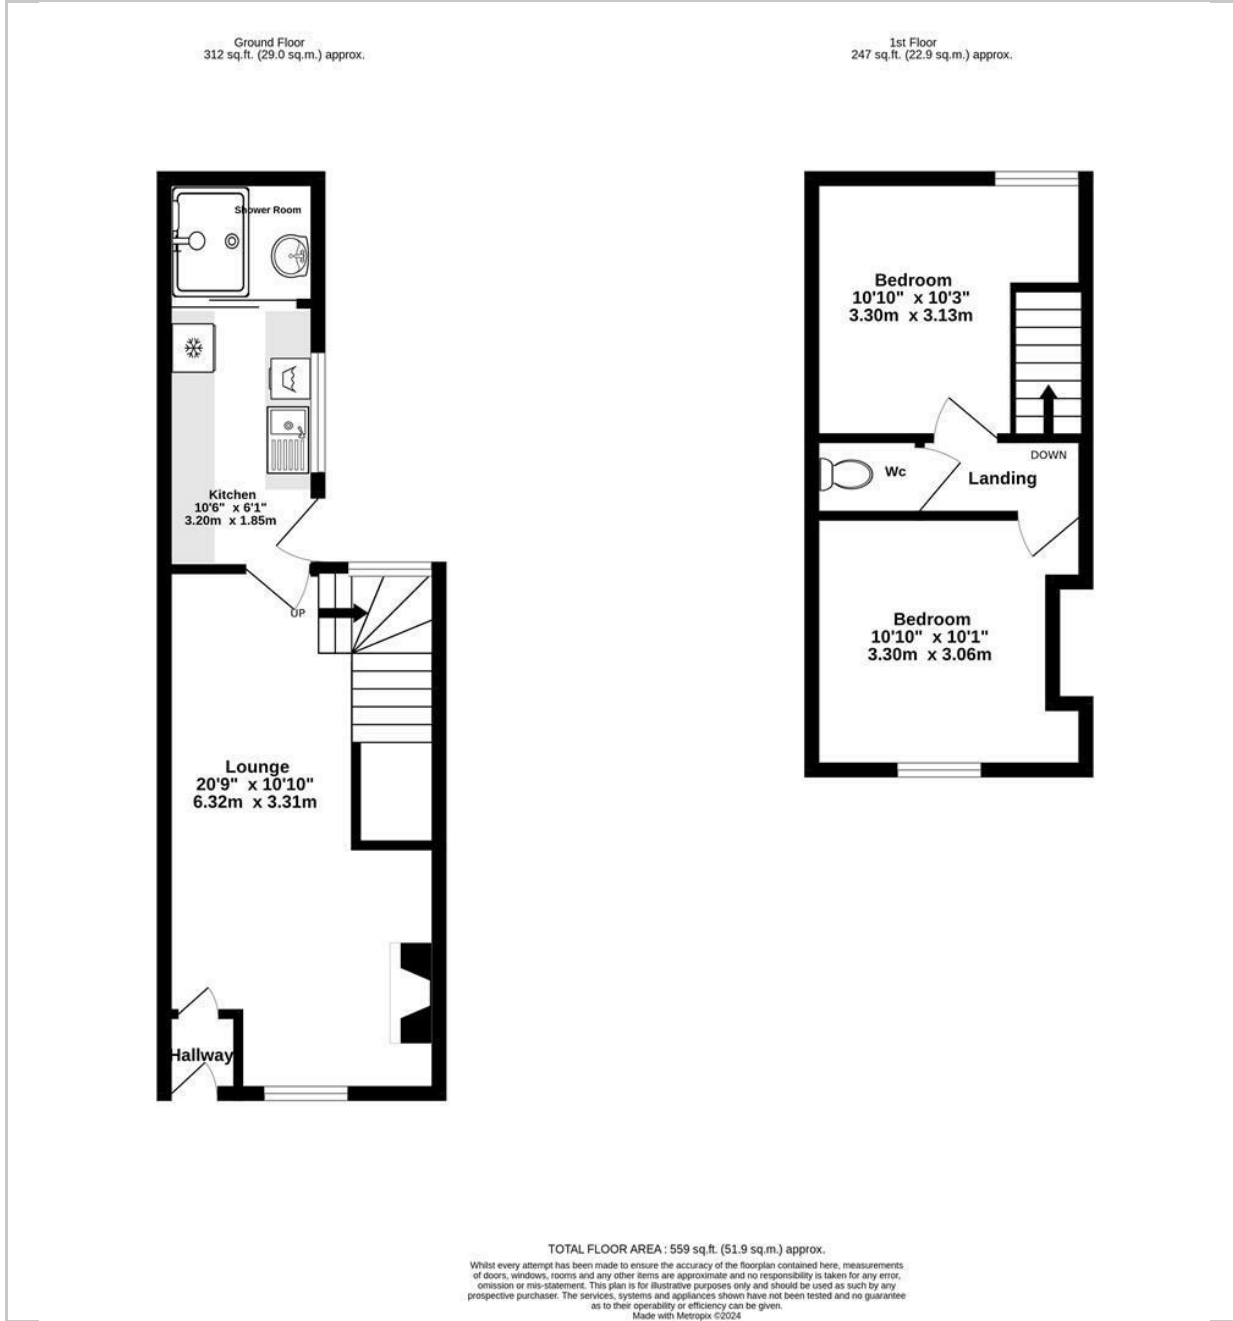 Ground Floor
312 sq.ft. (29.0 sq.m.) approx.
1st Floor
247 sq.ft. (22.9 sq.m.) approx.
Shower Room
Kitchen
10'6" x 6'1"
3.20m x 1.85m
UP
Lounge
20'9" x 10'10"
6.32m x 3.31m
Hallway
Bedroom
10'10" x 10'3"
3.30m x 3.13m
DOWN
Wc
Landing
Bedroom
10'10" x 10'1"
3.30m x 3.06m
TOTAL FLOOR AREA : 559 sq.ft. (51.9 sq.m.) approx.
Whilst every attempt has been made to ensure the accuracy of the floorplan contained here, measurements
of doors, windows, rooms and any other items are approximate and no responsibility is taken for any error,
omission or mis-statement. This plan is for illustrative purposes only and should be used as such by any
prospective purchaser. The services, systems and appliances shown have not been tested and no guarantee
as to their operability or efficiency can be given.
Made with Metropix ©2024